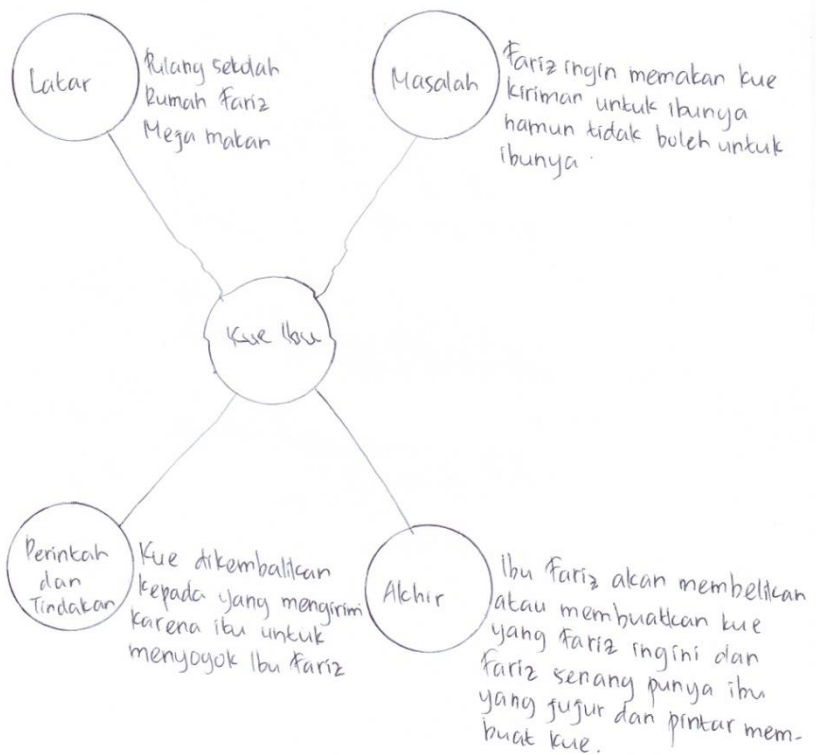 Latar
Pulang sekolah
Rumah Fariz
Meja makan
Masalah
Fariz ingin memakan kue
kiriman untuk ibunya
namun tidak boleh untuk
ibunya.
Kue Ibu
Perintah
dan
Tindakan
Kue dikembalikan
kepada yang mengirimi
karena itu untuk
menyogok Ibu Fariz
Akhir
Ibu Fariz akan membelikan
atau membuatkan kue
yang Fariz ingini dan
Fariz senang punya ibu
yang jujur dan pintar mem-
buat kue.